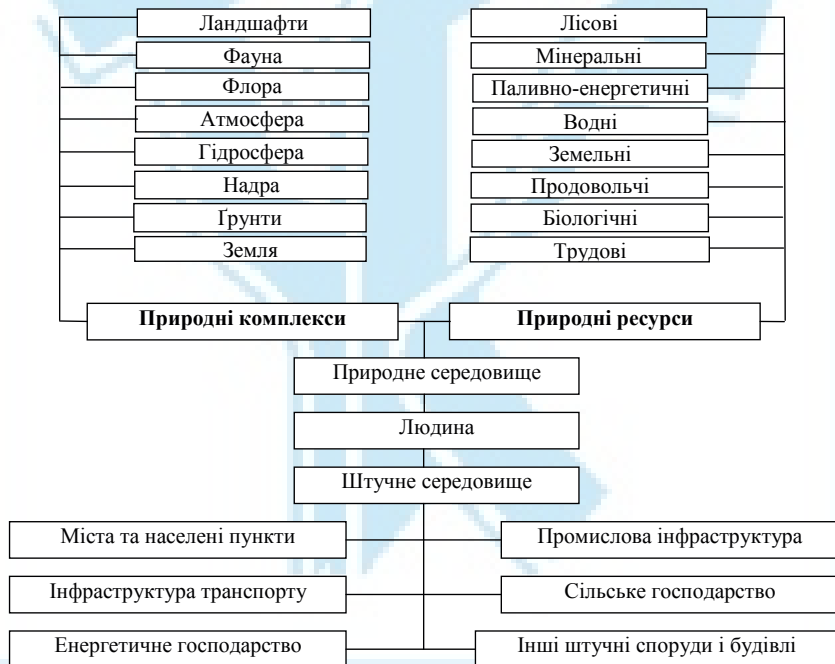 Ландшафти
Фауна
Флора
Атмосфера
Гідросфера
Надра
Ґрунти
Земля
Лісові
Мінеральні
Паливно-енергетичні
Водні
Земельні
Продовольчі
Біологічні
Трудові
Природні комплекси
Природні ресурси
Природне середовище
Людина
Штучне середовище
Міста та населені пункти
Промислова інфраструктура
Інфраструктура транспорту
Сільське господарство
Енергетичне господарство
Інші штучні споруди і будівлі